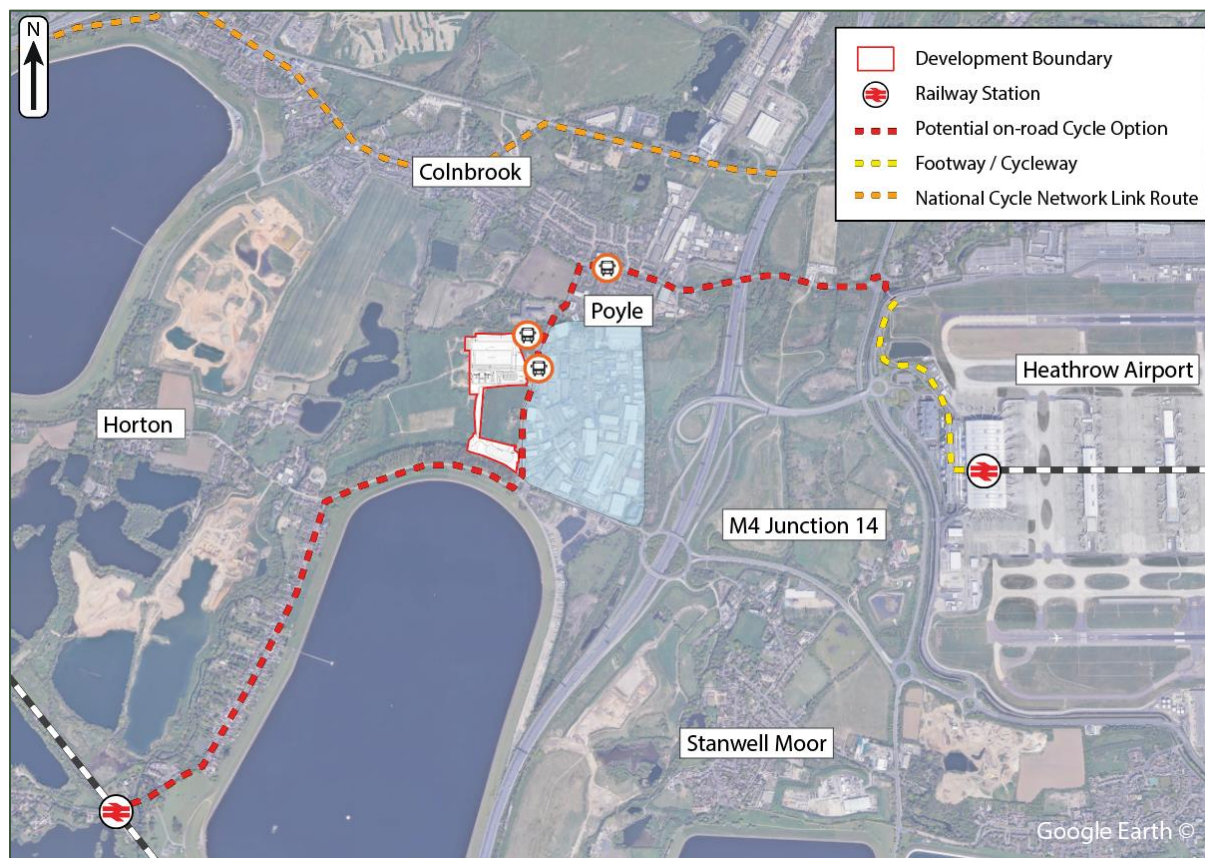 N
Development Boundary
Railway Station
Potential on-road Cycle Option
Footway / Cycleway
National Cycle Network Link Route
Colnbrook
Poyle
Heathrow Airport
Horton
M4 Junction 14
Stanwell Moor
Google Earth ©